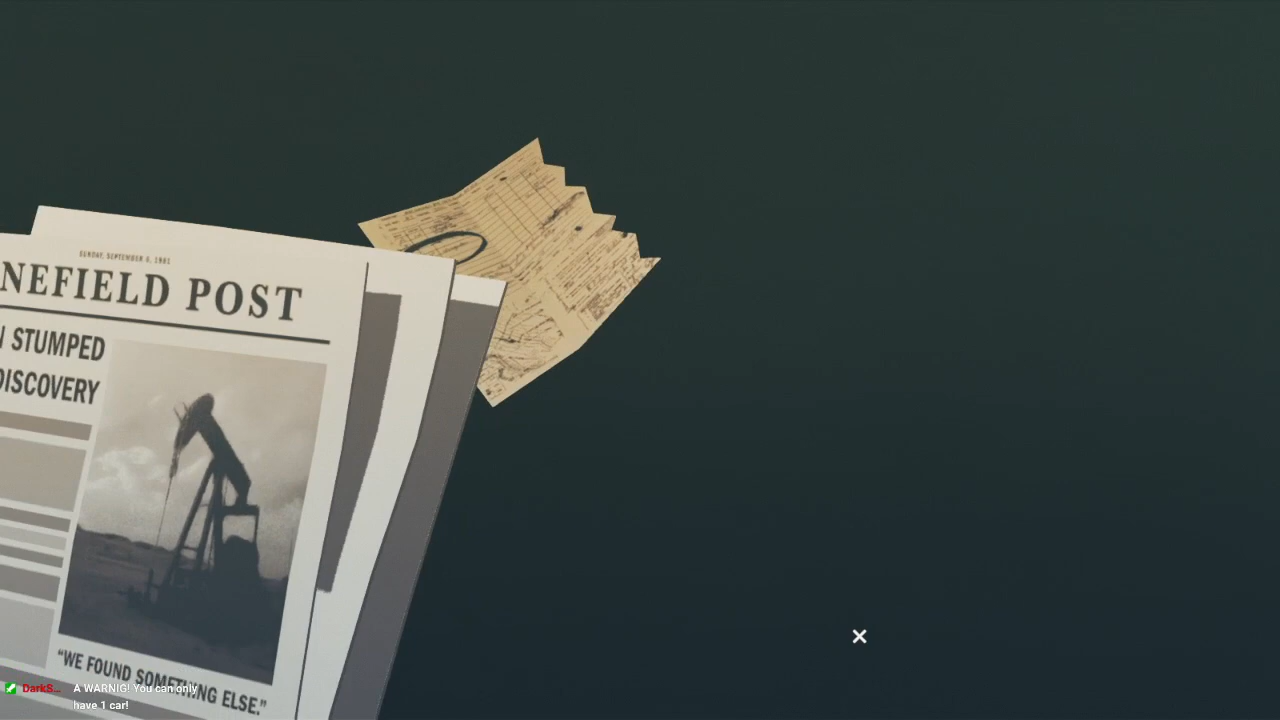 SUNDAY, SEPTEMBER 6, 1981
NEFIELD POST
N STUMPED
DISCOVERY
"WE FOUND SOMETHING ELSE."
DarkS...
A WARNIG! You can only
have 1 car!